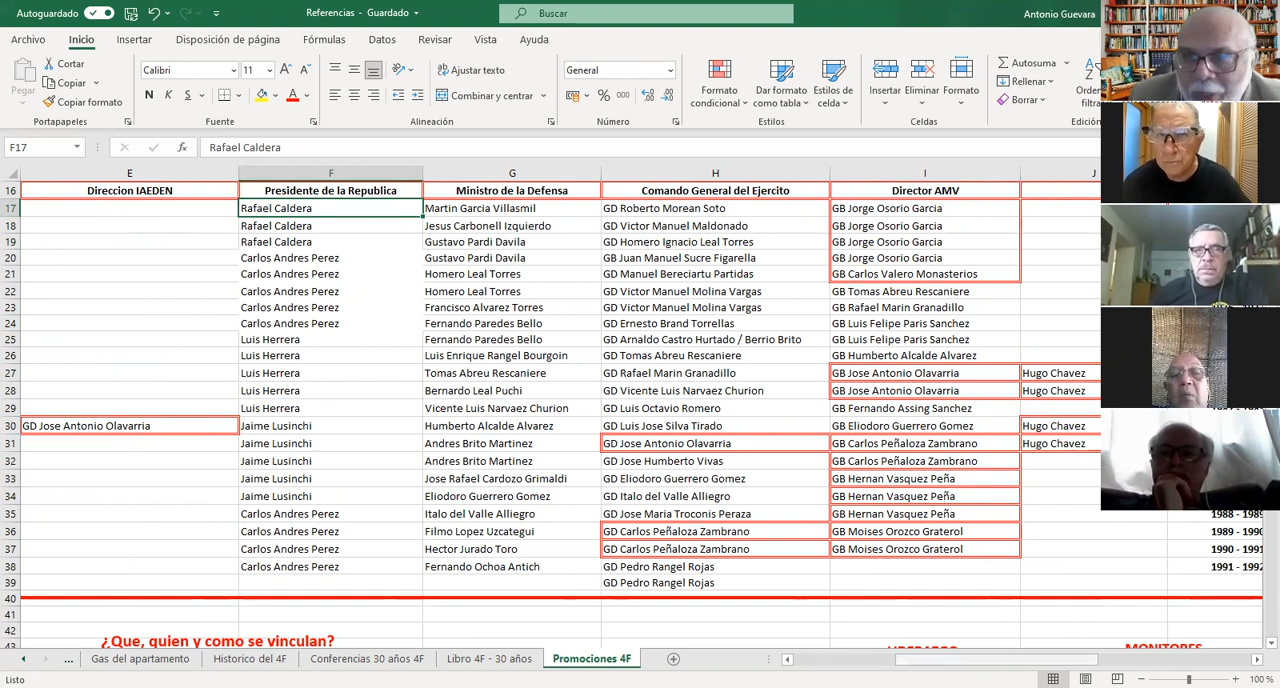 Autoguardado Referencias - Guardado Buscar Antonio Guevara
Archivo Inicio Insertar Disposición de página Fórmulas Datos Revisar Vista Ayuda
Pegar Cortar
Copiar
Copiar formato
Portapapeles
Calibri 11
N K S
Fuente
Ajustar texto
Combinar y centrar
Alineación
General
% 000
Número
Formato condicional
Dar formato como tabla
Estilos de celda
Estilos
Insertar Eliminar Formato
Celdas
Autosuma
Rellenar
Borrar
F17 fx Rafael Caldera
E F G H I J
16 Direccion IAEDEN Presidente de la Republica Ministro de la Defensa Comando General del Ejercito Director AMV
17 Rafael Caldera Martin Garcia Villasmil GD Roberto Morean Soto GB Jorge Osorio Garcia
18 Rafael Caldera Jesus Carbonell Izquierdo GD Victor Manuel Maldonado GB Jorge Osorio Garcia
19 Rafael Caldera Gustavo Pardi Davila GD Homero Ignacio Leal Torres GB Jorge Osorio Garcia
20 Carlos Andres Perez Gustavo Pardi Davila GB Juan Manuel Sucre Figarella GB Jorge Osorio Garcia
21 Carlos Andres Perez Homero Leal Torres GD Manuel Bereciartu Partidas GB Carlos Valero Monasterios
22 Carlos Andres Perez Homero Leal Torres GD Victor Manuel Molina Vargas GB Tomas Abreu Rescaniere
23 Carlos Andres Perez Francisco Alvarez Torres GD Victor Manuel Molina Vargas GB Rafael Marin Granadillo
24 Carlos Andres Perez Fernando Paredes Bello GD Ernesto Brand Torrellas GB Luis Felipe Paris Sanchez
25 Luis Herrera Fernando Paredes Bello GD Arnaldo Castro Hurtado / Berrio Brito GB Luis Felipe Paris Sanchez
26 Luis Herrera Luis Enrique Rangel Bourgoin GD Tomas Abreu Rescaniere GB Humberto Alcalde Alvarez
27 Luis Herrera Tomas Abreu Rescaniere GD Rafael Marin Granadillo GB Jose Antonio Olavarria Hugo Chavez
28 Luis Herrera Bernardo Leal Puchi GD Vicente Luis Narvaez Churion GB Jose Antonio Olavarria Hugo Chavez
29 Luis Herrera Vicente Luis Narvaez Churion GD Luis Octavio Romero GB Fernando Assing Sanchez
30 GD Jose Antonio Olavarria Jaime Lusinchi Humberto Alcalde Alvarez GD Luis Jose Silva Tirado GB Eliodoro Guerrero Gomez Hugo Chavez
31 Jaime Lusinchi Andres Brito Martinez GD Jose Antonio Olavarria GB Carlos Peñaloza Zambrano Hugo Chavez
32 Jaime Lusinchi Andres Brito Martinez GD Jose Humberto Vivas GB Carlos Peñaloza Zambrano
33 Jaime Lusinchi Jose Rafael Cardozo Grimaldi GD Eliodoro Guerrero Gomez GB Hernan Vasquez Peña
34 Jaime Lusinchi Eliodoro Guerrero Gomez GD Italo del Valle Alliegro GB Hernan Vasquez Peña
35 Jaime Lusinchi Italo del Valle Alliegro GD Jose Maria Troconis Peraza GB Hernan Vasquez Peña 1988 - 1989
36 Carlos Andres Perez Filmo Lopez Uzcategui GD Carlos Peñaloza Zambrano GB Moises Orozco Graterol 1989 - 1990
37 Carlos Andres Perez Hector Jurado Toro GD Carlos Peñaloza Zambrano GB Moises Orozco Graterol 1990 - 1991
38 Carlos Andres Perez Fernando Ochoa Antich GD Pedro Rangel Rojas 1991 - 1992
39 GD Pedro Rangel Rojas
40
41
42
43 ¿Que, quien y como se vinculan?
... Gas del apartamento Historico del 4F Conferencias 30 años 4F Libro 4F - 30 años Promociones 4F
Listo 100 %